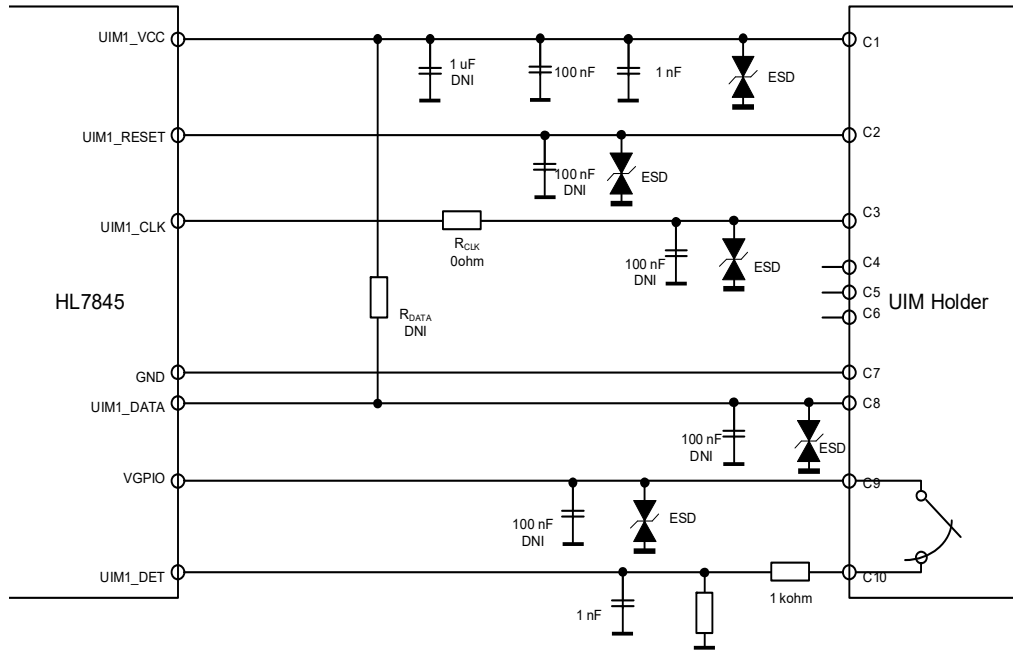 UIM1_VCC
C1
1 uF
DNI
100 nF
1 nF
ESD
UIM1_RESET
C2
100 nF
DNI
ESD
UIM1_CLK
C3
RCLK
0ohm
100 nF
DNI
ESD
C4
C5
C6
HL7845
UIM Holder
RDATA
DNI
GND
C7
UIM1_DATA
C8
100 nF
DNI
ESD
VGPIO
C9
100 nF
DNI
ESD
UIM1_DET
C10
1 nF
1 kohm